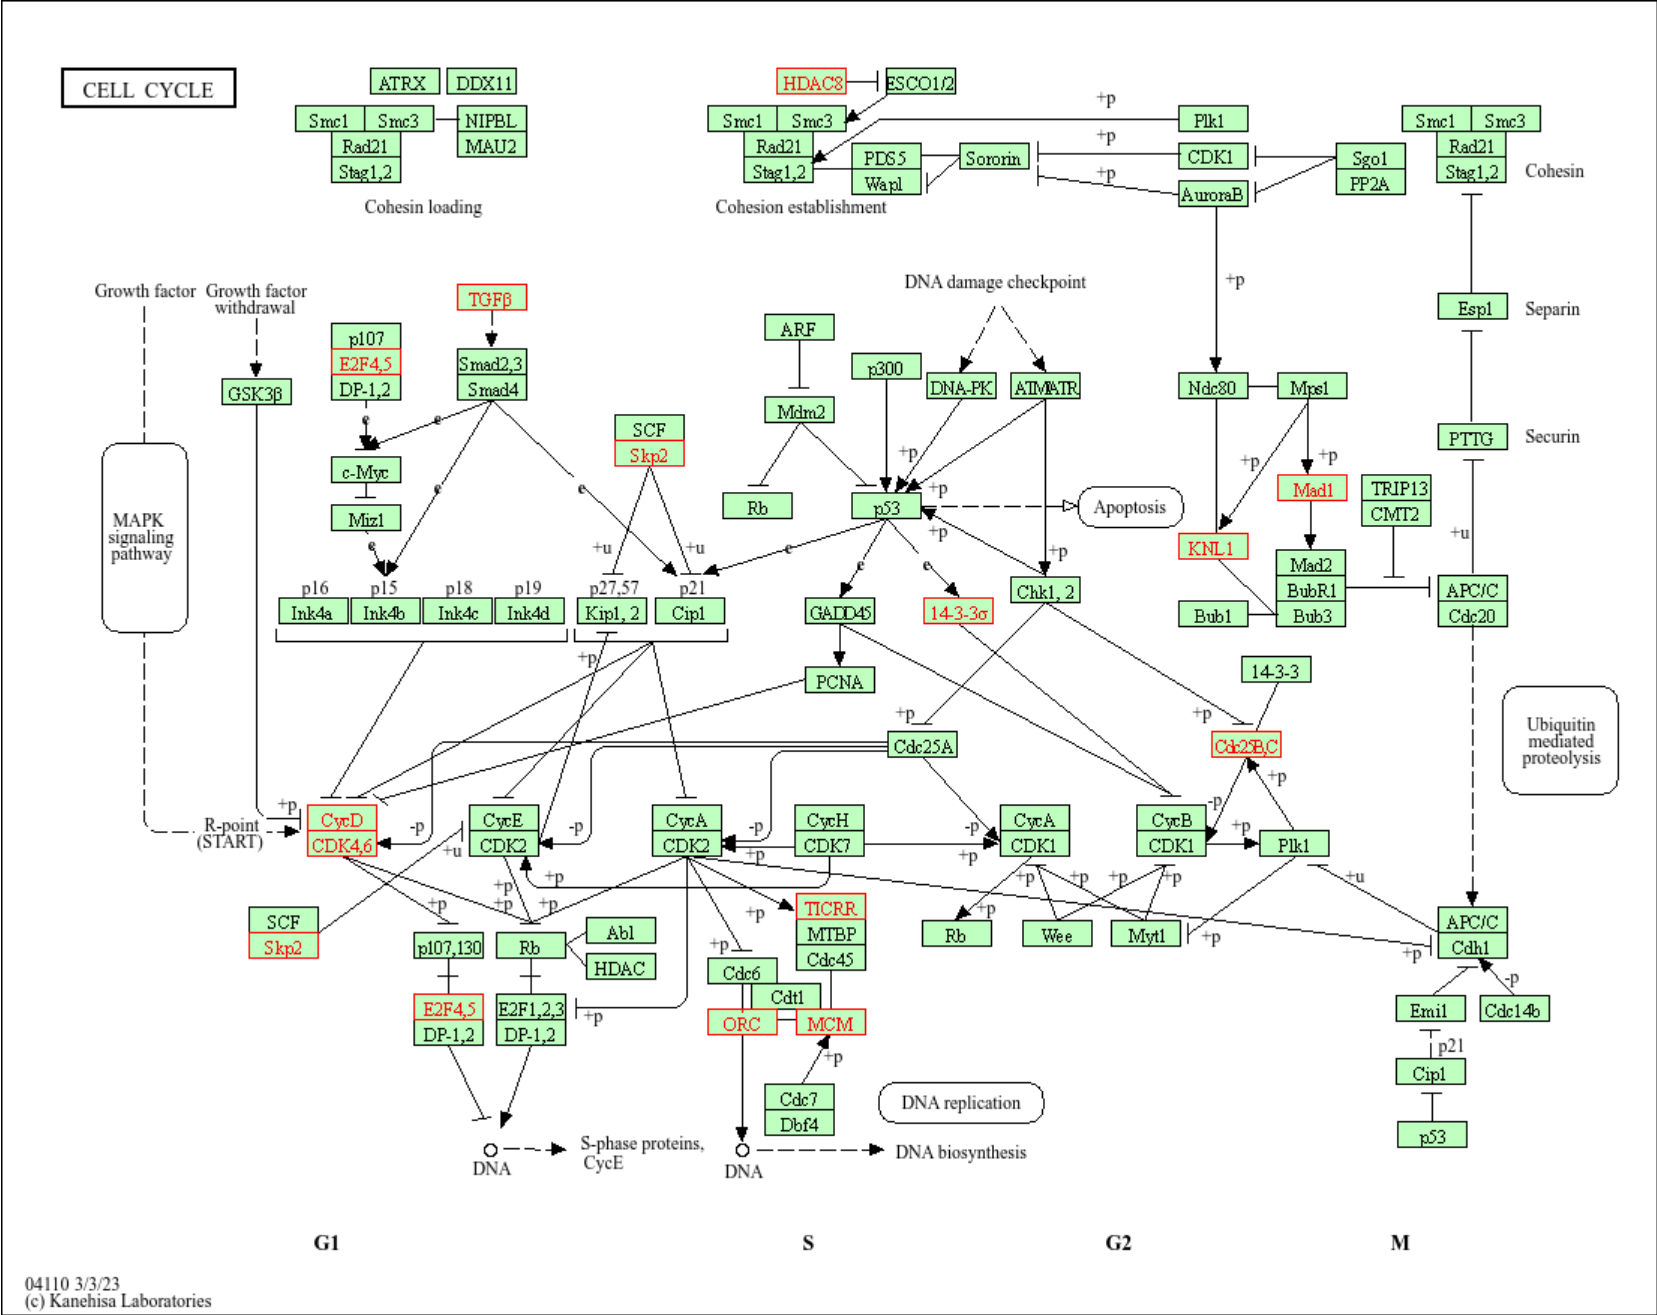 CELL CYCLE
ATRX
DDX11
Smc1
Smc3
NIPBL
Rad21
MAU2
Stag1,2
Cohesin loading
HDAC8
ESCO1/2
Smc1
Smc3
Rad21
Stag1,2
PDS5
Wapl
Sororin
Cohesion establishment
+p
Plk1
+p
CDK1
+p
AuroraB
Sgo1
PP2A
Smc1
Smc3
Rad21
Stag1,2
Cohesin
+p
Growth factor
Growth factor
withdrawal
TGFβ
p107
E2F4,5
DP-1,2
Smad2,3
Smad4
GSK3β
e
e
c-Myc
Miz1
e
e
e
MAPK
signaling
pathway
SCF
Skp2
+u
+u
ARF
Mdm2
Rb
p300
p53
DNA damage checkpoint
DNA-PK
ATM/ATR
+p
+p
+p
+p
Apoptosis
e
e
e
Ndc80
Mps1
+p
+p
Mad1
KNL1
TRIP13
CMT2
Mad2
BubR1
Bub3
Bub1
Esp1
Separin
PTTG
Securin
+u
APC/C
Cdc20
p16
Ink4a
p15
Ink4b
p18
Ink4c
p19
Ink4d
p27,57
Kip1, 2
p21
Cip1
GADD45
14-3-3σ
Chk1, 2
PCNA
+p
14-3-3
+p
+p
Cdc25A
Cdc25B,C
Ubiquitin
mediated
proteolysis
+p
-p
R-point
(START)
+p
CycD
CDK4,6
-p
+u
CycE
CDK2
-p
CycA
CDK2
-p
+p
CycH
CDK7
-p
+p
CycA
CDK1
CycB
CDK1
+p
Plk1
+u
+p
+p
+p
+p
+p
+p
+p
+p
+p
+p
+p
+p
+p
+p
SCF
Skp2
p107,130
Rb
Abl
HDAC
TICRR
MTBP
Cdc45
Rb
Wee
Myt1
APC/C
Cdh1
E2F4,5
DP-1,2
E2F1,2,3
DP-1,2
+p
Cdc6
Cdt1
ORC
MCM
+p
Cdc7
Dbf4
-p
Emi1
Cdc14b
p21
Cip1
p53
DNA
S-phase proteins,
CycE
DNA
DNA biosynthesis
DNA replication
G1
S
G2
M
04110 3/3/23
(c) Kanehisa Laboratories